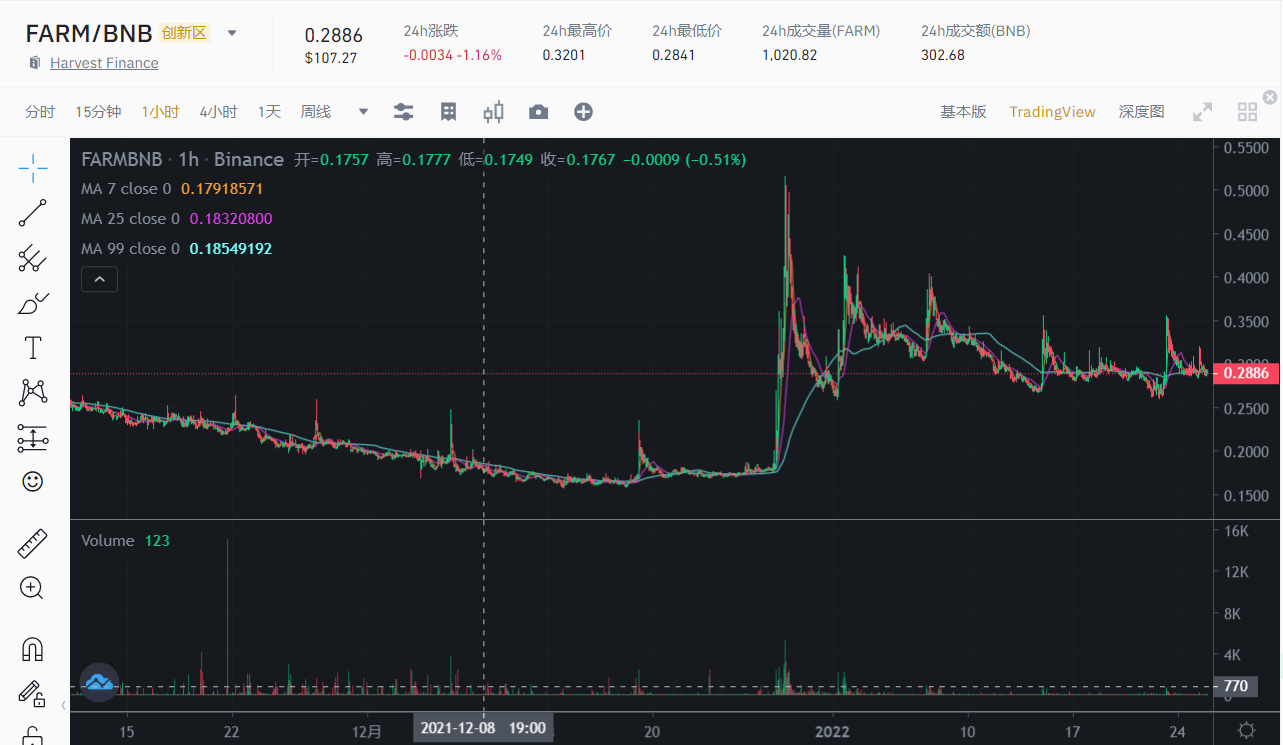 FARM/BNB 创新区
Harvest Finance
0.2886
$107.27
24h涨跌
-0.0034 -1.16%
24h最高价
0.3201
24h最低价
0.2841
24h成交量(FARM)
1,020.82
24h成交额(BNB)
302.68
分时 15分钟 1小时 4小时 1天 周线
基本版 TradingView 深度图
FARMBNB · 1h · Binance 开=0.1757 高=0.1777 低=0.1749 收=0.1767 −0.0009 (−0.51%)
MA 7 close 0 0.17918571
MA 25 close 0 0.18320800
MA 99 close 0 0.18549192
0.5500
0.5000
0.4500
0.4000
0.3500
0.3000
0.2886
0.2500
0.2000
0.1500
Volume 123
16K
12K
8K
4K
770
15 22 12月 2021-12-08 19:00 20 2022 10 17 24